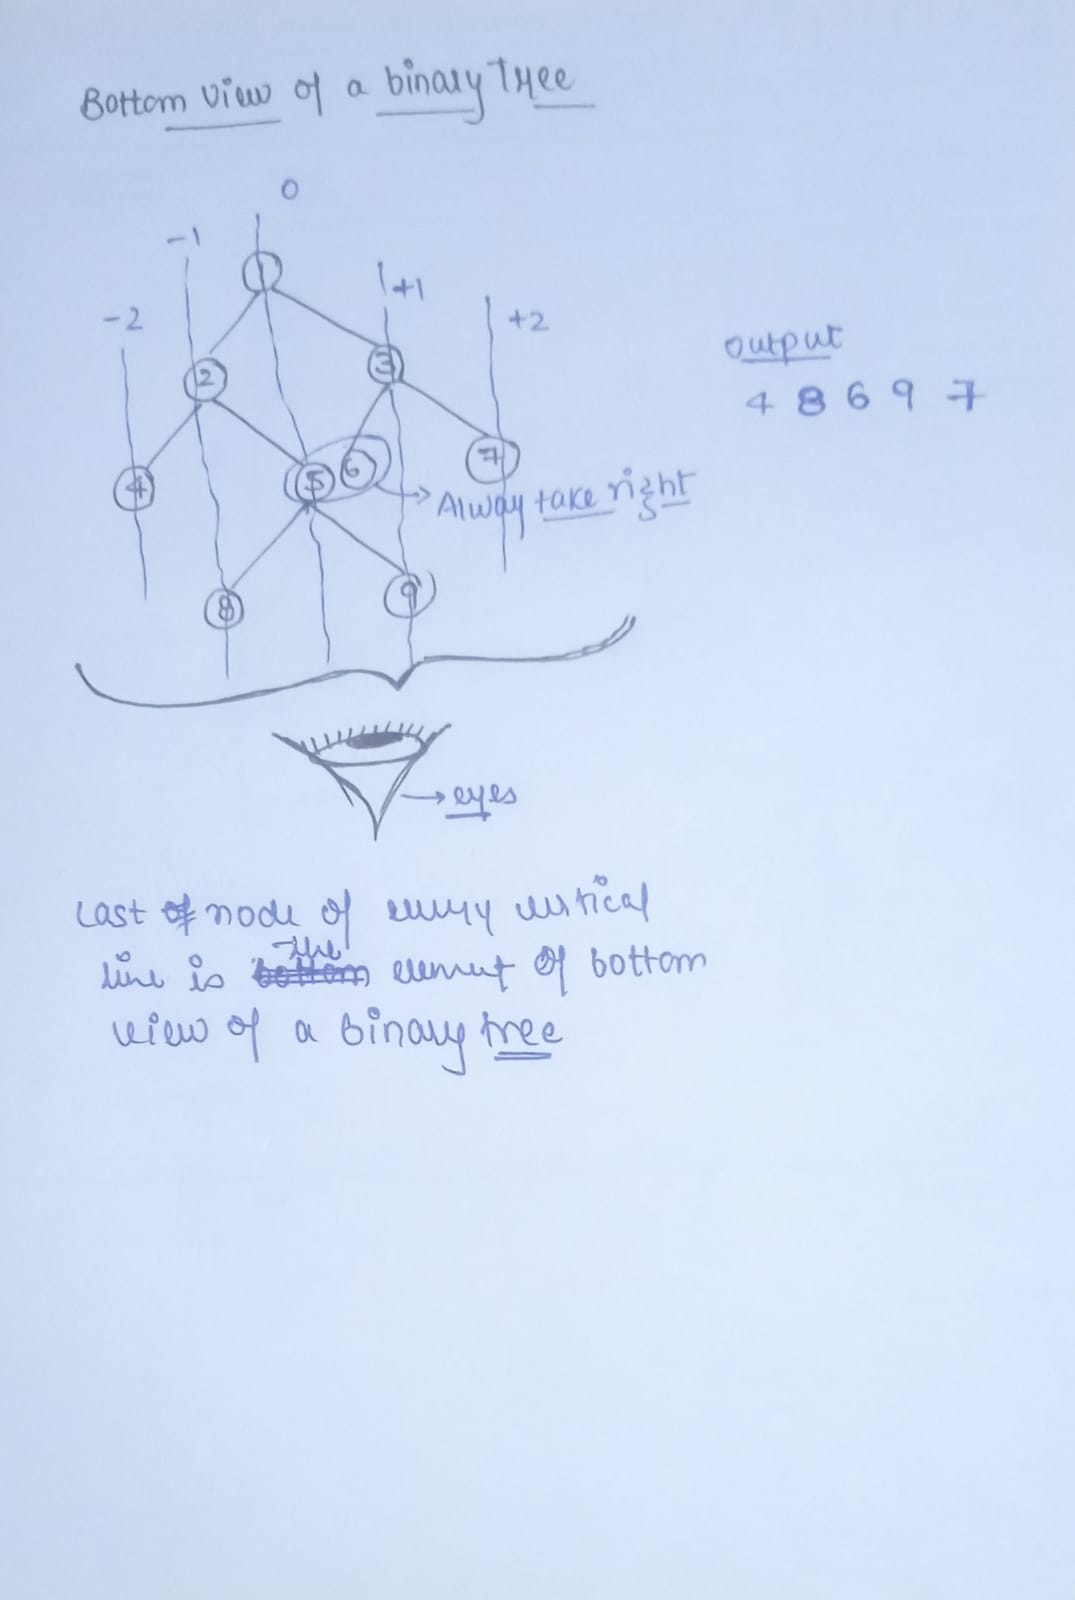 Bottom view of a binary Tree
0
-1
+1
-2
+2
1
2
3
4
5
6
7
8
9
output
4 8 6 9 7
Alway take right
eyes
Last of node of every vertical
the
line is bottom element of bottom
view of a binary tree